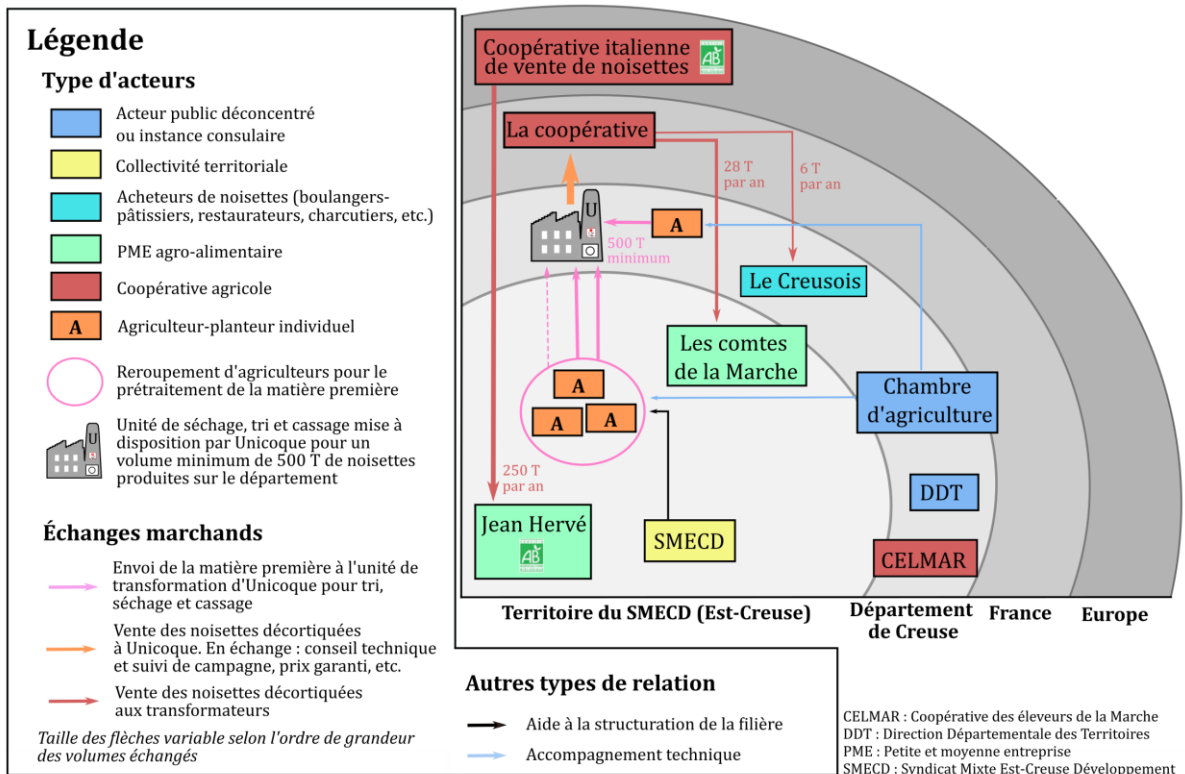 Légende
Type d'acteurs
Acteur public déconcentré
ou instance consulaire
Collectivité territoriale
Acheteurs de noisettes (boulangers-
pâtissiers, restaurateurs, charcutiers, etc.)
PME agro-alimentaire
Coopérative agricole
A
Agriculteur-planteur individuel
Reroupement d'agriculteurs pour le
prétraitement de la matière première
U
Unité de séchage, tri et cassage mise à
disposition par Unicoque pour un
volume minimum de 500 T de noisettes
produites sur le département
Échanges marchands
Envoi de la matière première à l'unité de
transformation d'Unicoque pour tri,
séchage et cassage
Vente des noisettes décortiquées
à Unicoque. En échange : conseil technique
et suivi de campagne, prix garanti, etc.
Vente des noisettes décortiquées
aux transformateurs
Taille des flèches variable selon l'ordre de grandeur
des volumes échangés
Autres types de relation
Aide à la structuration de la filière
Accompagnement technique
Coopérative italienne
de vente de noisettes
AB
La coopérative
28 T
par an
6 T
par an
U
A
500 T
minimum
Le Creusois
Les comtes
de la Marche
A
A
A
Chambre
d'agriculture
250 T
par an
DDT
Jean Hervé
AB
SMECD
CELMAR
Territoire du SMECD (Est-Creuse)
Département
de Creuse
France
Europe
CELMAR : Coopérative des éleveurs de la Marche
DDT : Direction Départementale des Territoires
PME : Petite et moyenne entreprise
SMECD : Syndicat Mixte Est-Creuse Développement